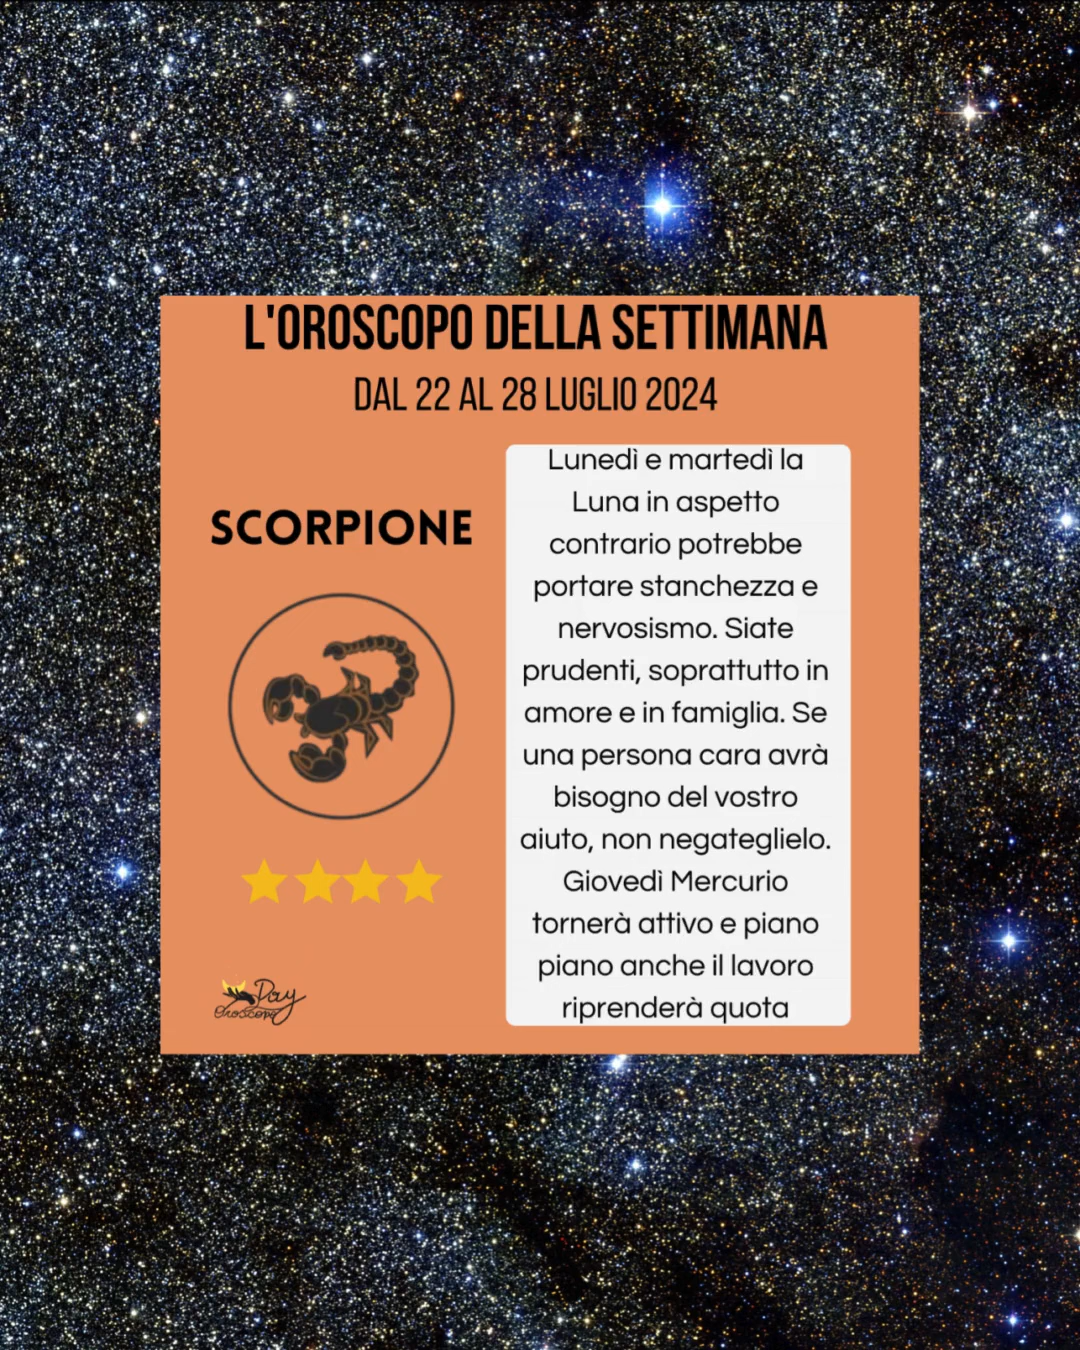 L'OROSCOPO DELLA SETTIMANA
DAL 22 AL 28 LUGLIO 2024
SCORPIONE
Lunedì e martedì la
Luna in aspetto
contrario potrebbe
portare stanchezza e
nervosismo. Siate
prudenti, soprattutto in
amore e in famiglia. Se
una persona cara avrà
bisogno del vostro
aiuto, non negateglielo.
Giovedì Mercurio
tornerà attivo e piano
piano anche il lavoro
riprenderà quota
Day
Oroscope